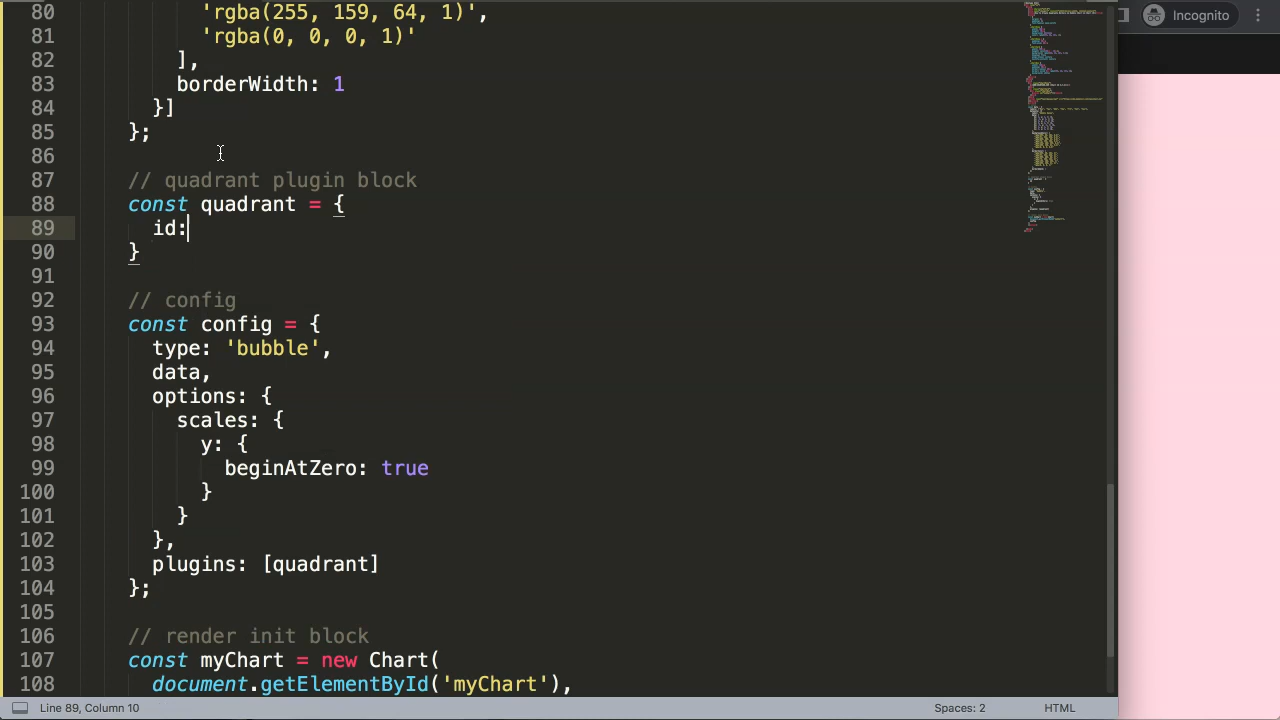 80 'rgba(255, 159, 64, 1)',
Incognito
81 'rgba(0, 0, 0, 1)'
82 ],
83 borderWidth: 1
84 }]
85 };
86
87 // quadrant plugin block
88 const quadrant = {
89 id:
90 }
91
92 // config
93 const config = {
94 type: 'bubble',
95 data,
96 options: {
97 scales: {
98 y: {
99 beginAtZero: true
100 }
101 }
102 },
103 plugins: [quadrant]
104 };
105
106 // render init block
107 const myChart = new Chart(
108 document.getElementById('myChart'),
Line 89, Column 10
Spaces: 2
HTML